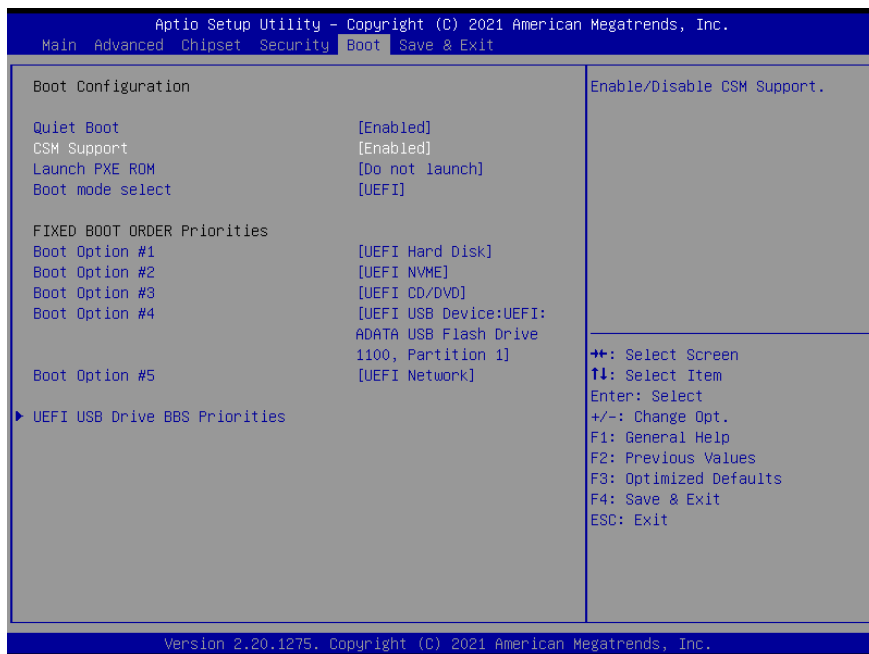 Aptio Setup Utility – Copyright (C) 2021 American Megatrends, Inc.
Main Advanced Chipset Security Boot Save & Exit
Boot Configuration
Quiet Boot [Enabled]
CSM Support [Enabled]
Launch PXE ROM [Do not launch]
Boot mode select [UEFI]
FIXED BOOT ORDER Priorities
Boot Option #1 [UEFI Hard Disk]
Boot Option #2 [UEFI NVME]
Boot Option #3 [UEFI CD/DVD]
Boot Option #4 [UEFI USB Device:UEFI:
ADATA USB Flash Drive
1100, Partition 1]
Boot Option #5 [UEFI Network]
UEFI USB Drive BBS Priorities
Enable/Disable CSM Support.
→←: Select Screen
↑↓: Select Item
Enter: Select
+/-: Change Opt.
F1: General Help
F2: Previous Values
F3: Optimized Defaults
F4: Save & Exit
ESC: Exit
Version 2.20.1275. Copyright (C) 2021 American Megatrends, Inc.